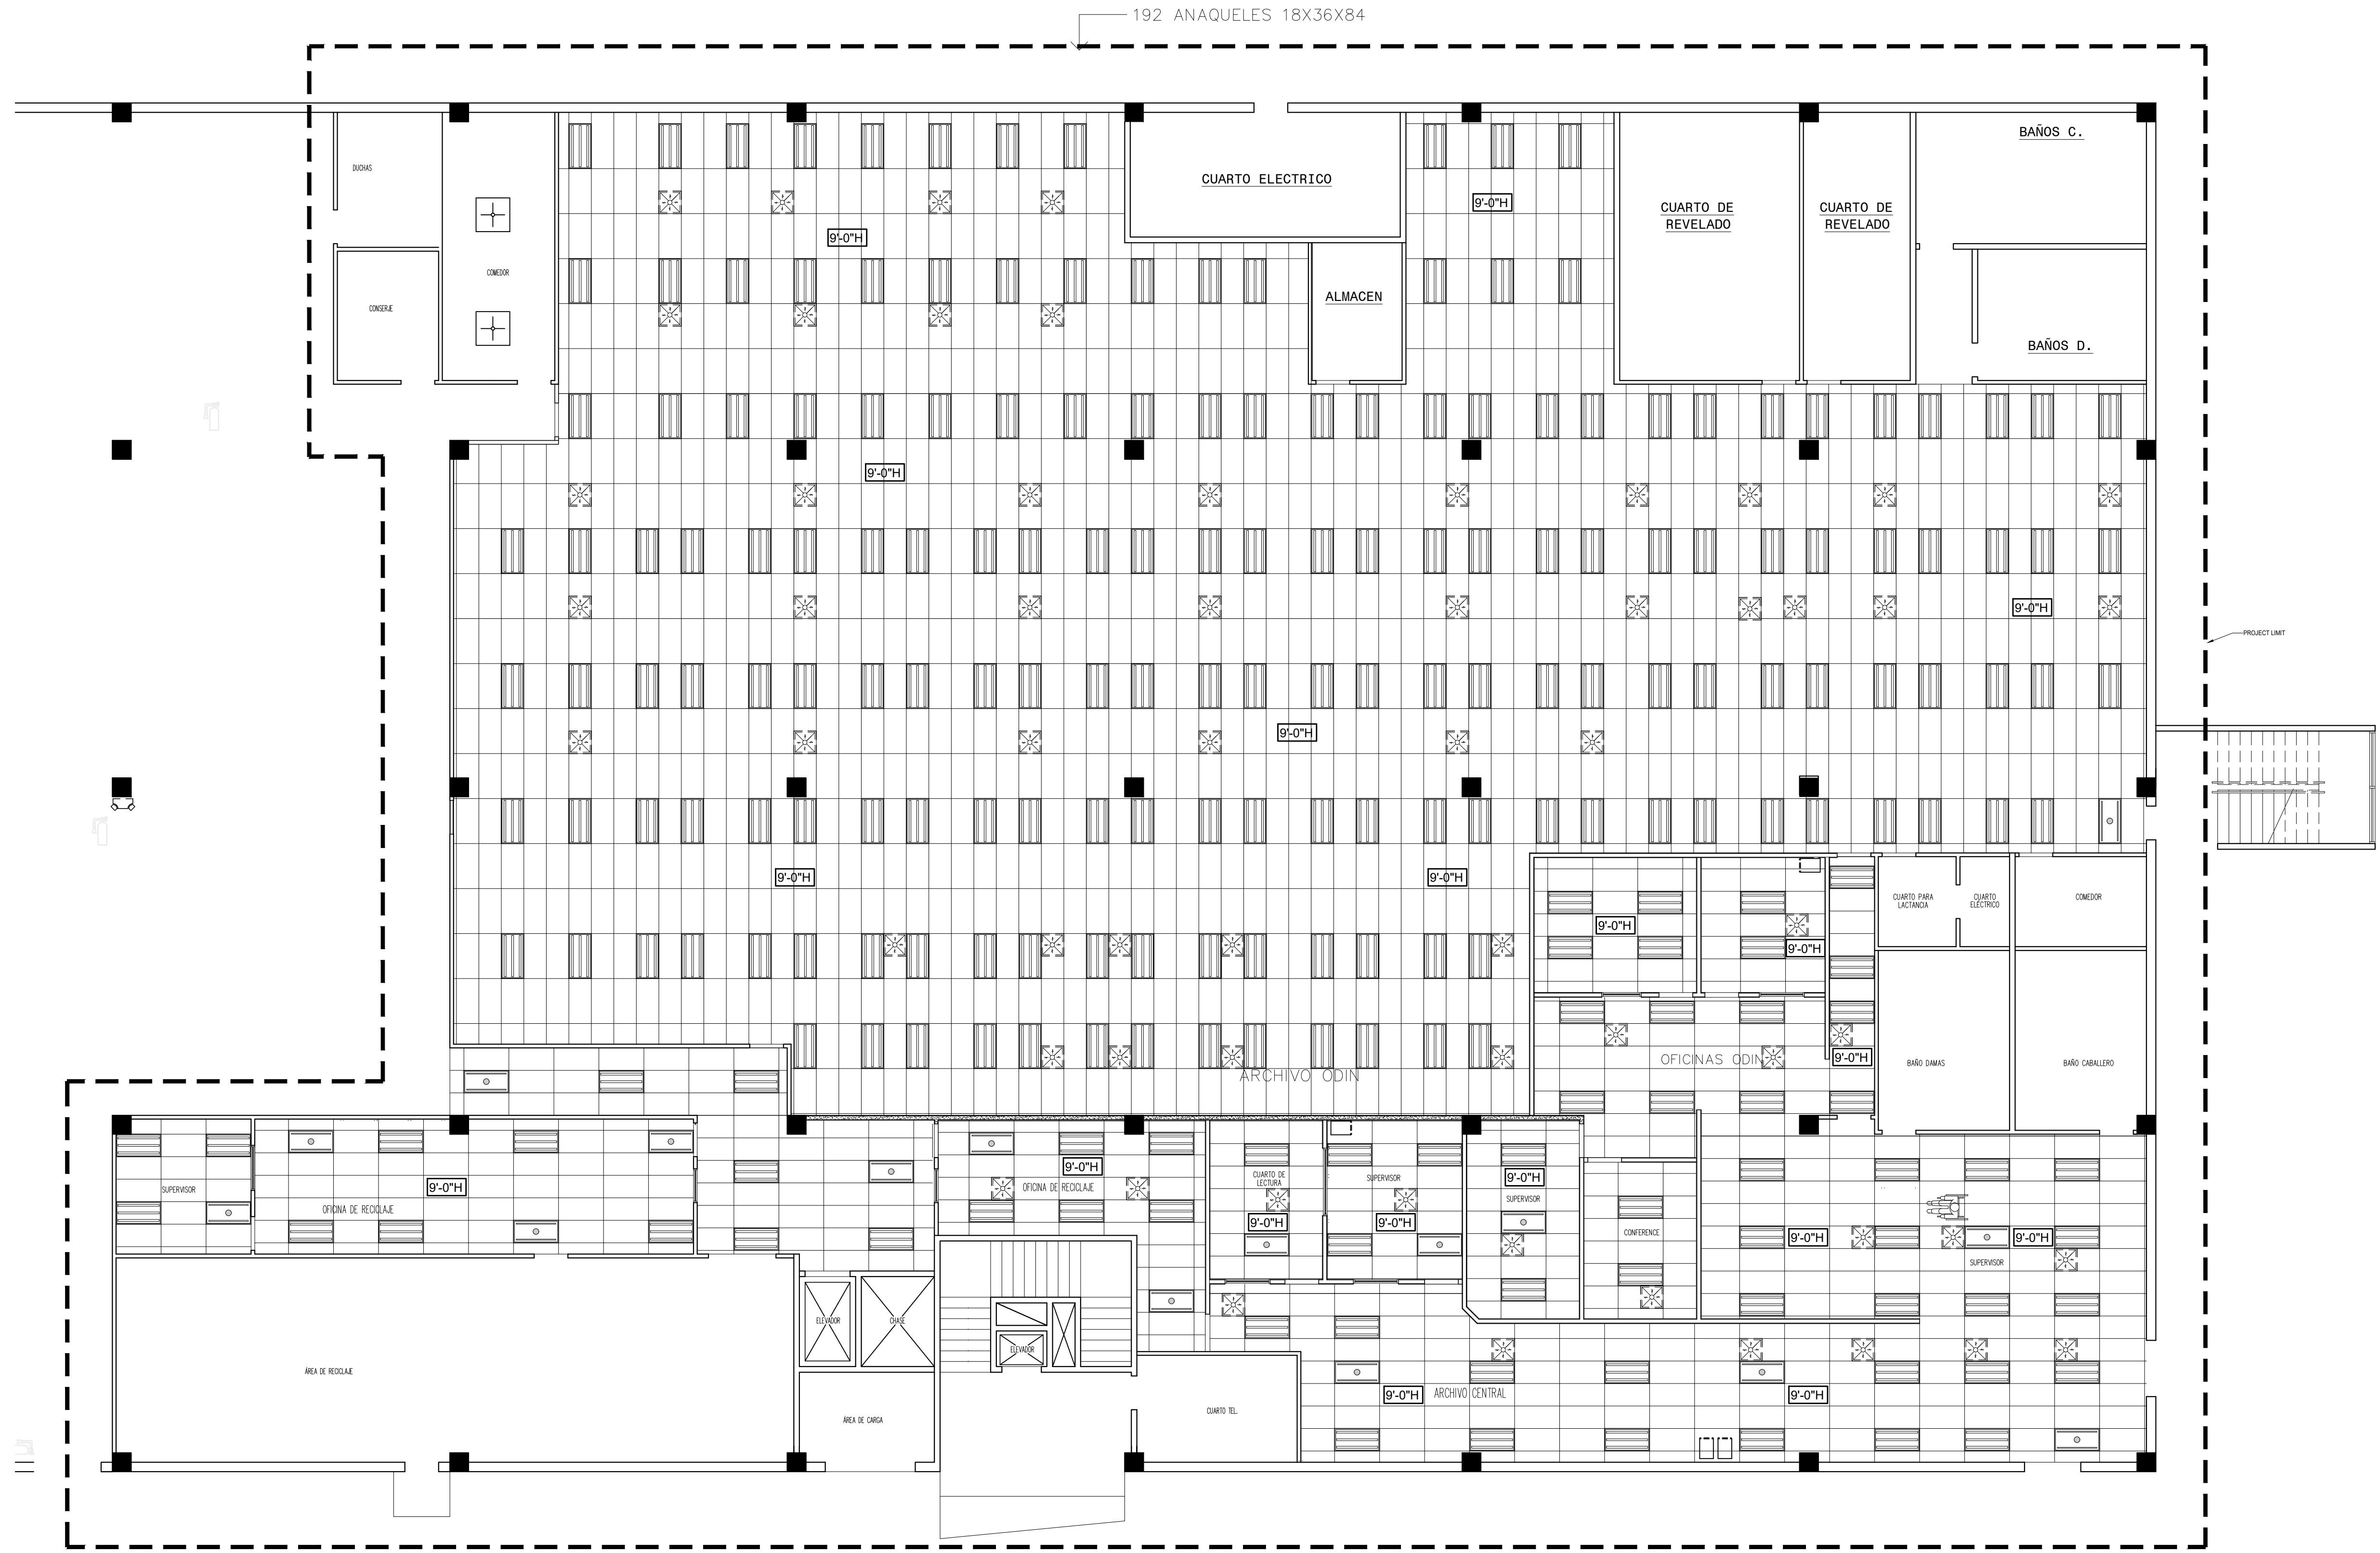 192 ANAQUELES 18X36X84
BAÑOS C.
DUCHAS
CUARTO ELECTRICO
9'-0"H
CUARTO DE
REVELADO
CUARTO DE
REVELADO
9'-0"H
COMEDOR
ALMACEN
CONSERJE
BAÑOS D.
9'-0"H
9'-0"H
PROJECT LIMIT
9'-0"H
9'-0"H
9'-0"H
CUARTO PARA
LACTANCIA
CUARTO
ELÉCTRICO
COMEDOR
9'-0"H
9'-0"H
OFICINAS ODIN
9'-0"H
BAÑO DAMAS
BAÑO CABALLERO
ARCHIVO ODIN
9'-0"H
SUPERVISOR
9'-0"H
OFICINA DE RECICLAJE
OFICINA DE RECICLAJE
CUARTO DE
LECTURA
SUPERVISOR
9'-0"H
SUPERVISOR
9'-0"H
9'-0"H
CONFERENCE
9'-0"H
9'-0"H
SUPERVISOR
ELEVADOR
CHASE
ELEVADOR
ÁREA DE RECICLAJE
9'-0"H
ARCHIVO CENTRAL
9'-0"H
ÁREA DE CARGA
CUARTO TEL.